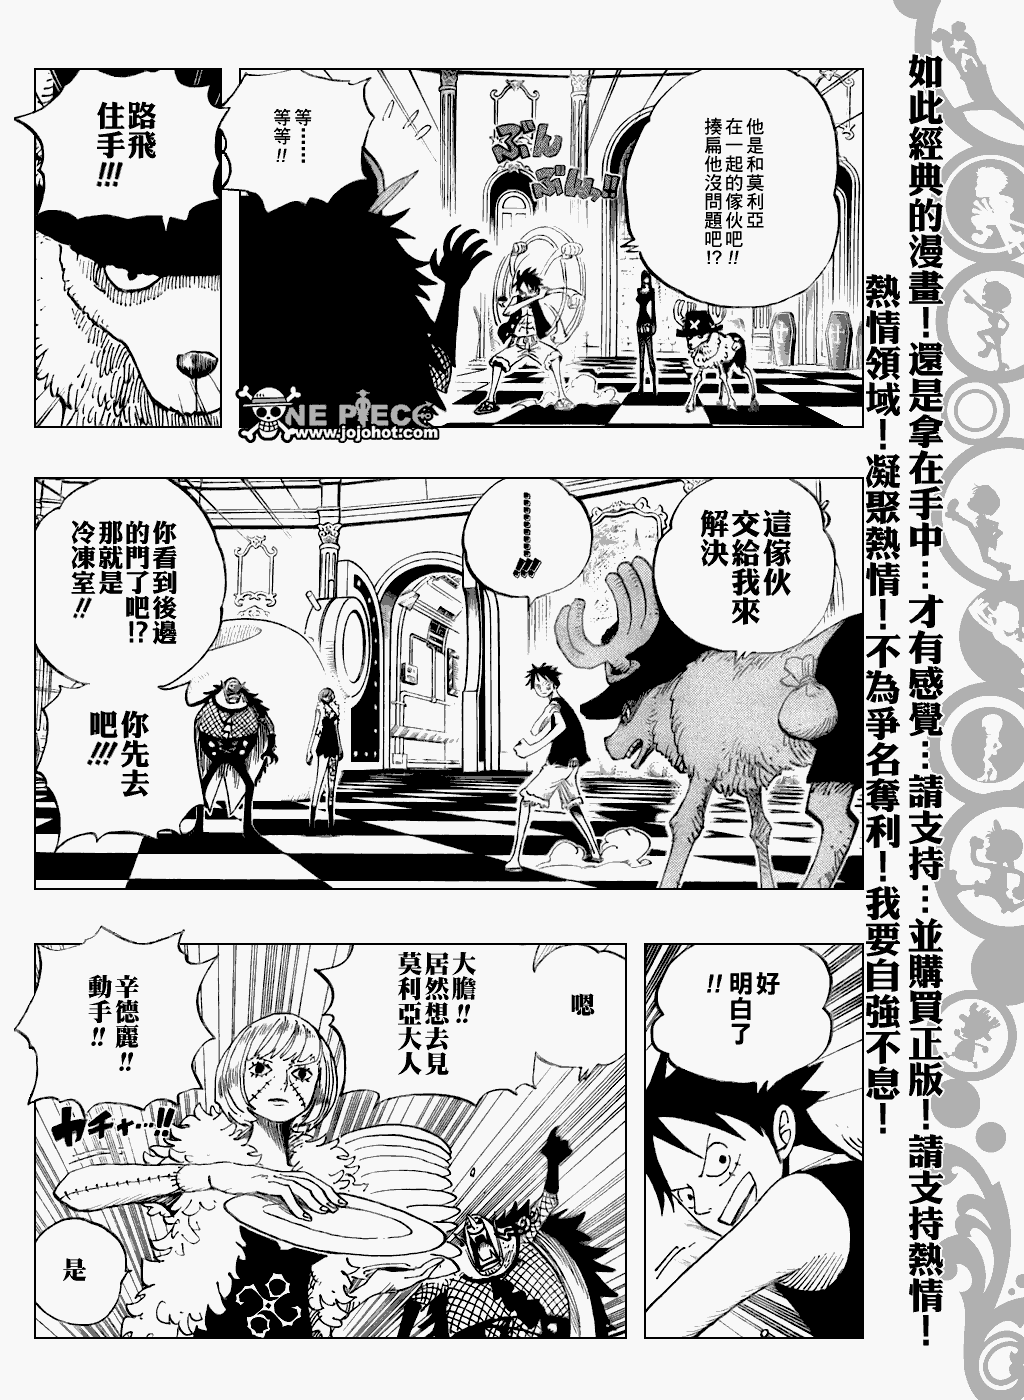 他是和莫利亞
在一起的傢伙吧!!
揍扁他沒問題吧!?
ぶん
ぶんっ!!
等……
等等!!
路飛
住手!!!
ONE PIECE
www.jojohot.com
這傢伙
交給我來
解決
…………!!!
你看到後邊
的門了吧!?
那就是
冷凍室!!
你先去
吧!!!
好
明白了!!
嗯
大膽!!
居然想去見
莫利亞大人
辛德麗!!
動手!!
カチャ…!!
是
如此經典的漫畫!還是拿在手中…才有感覺…請支持…並購買正版!請支持熱情!
熱情領域!凝聚熱情!不為爭名奪利!我要自強不息!